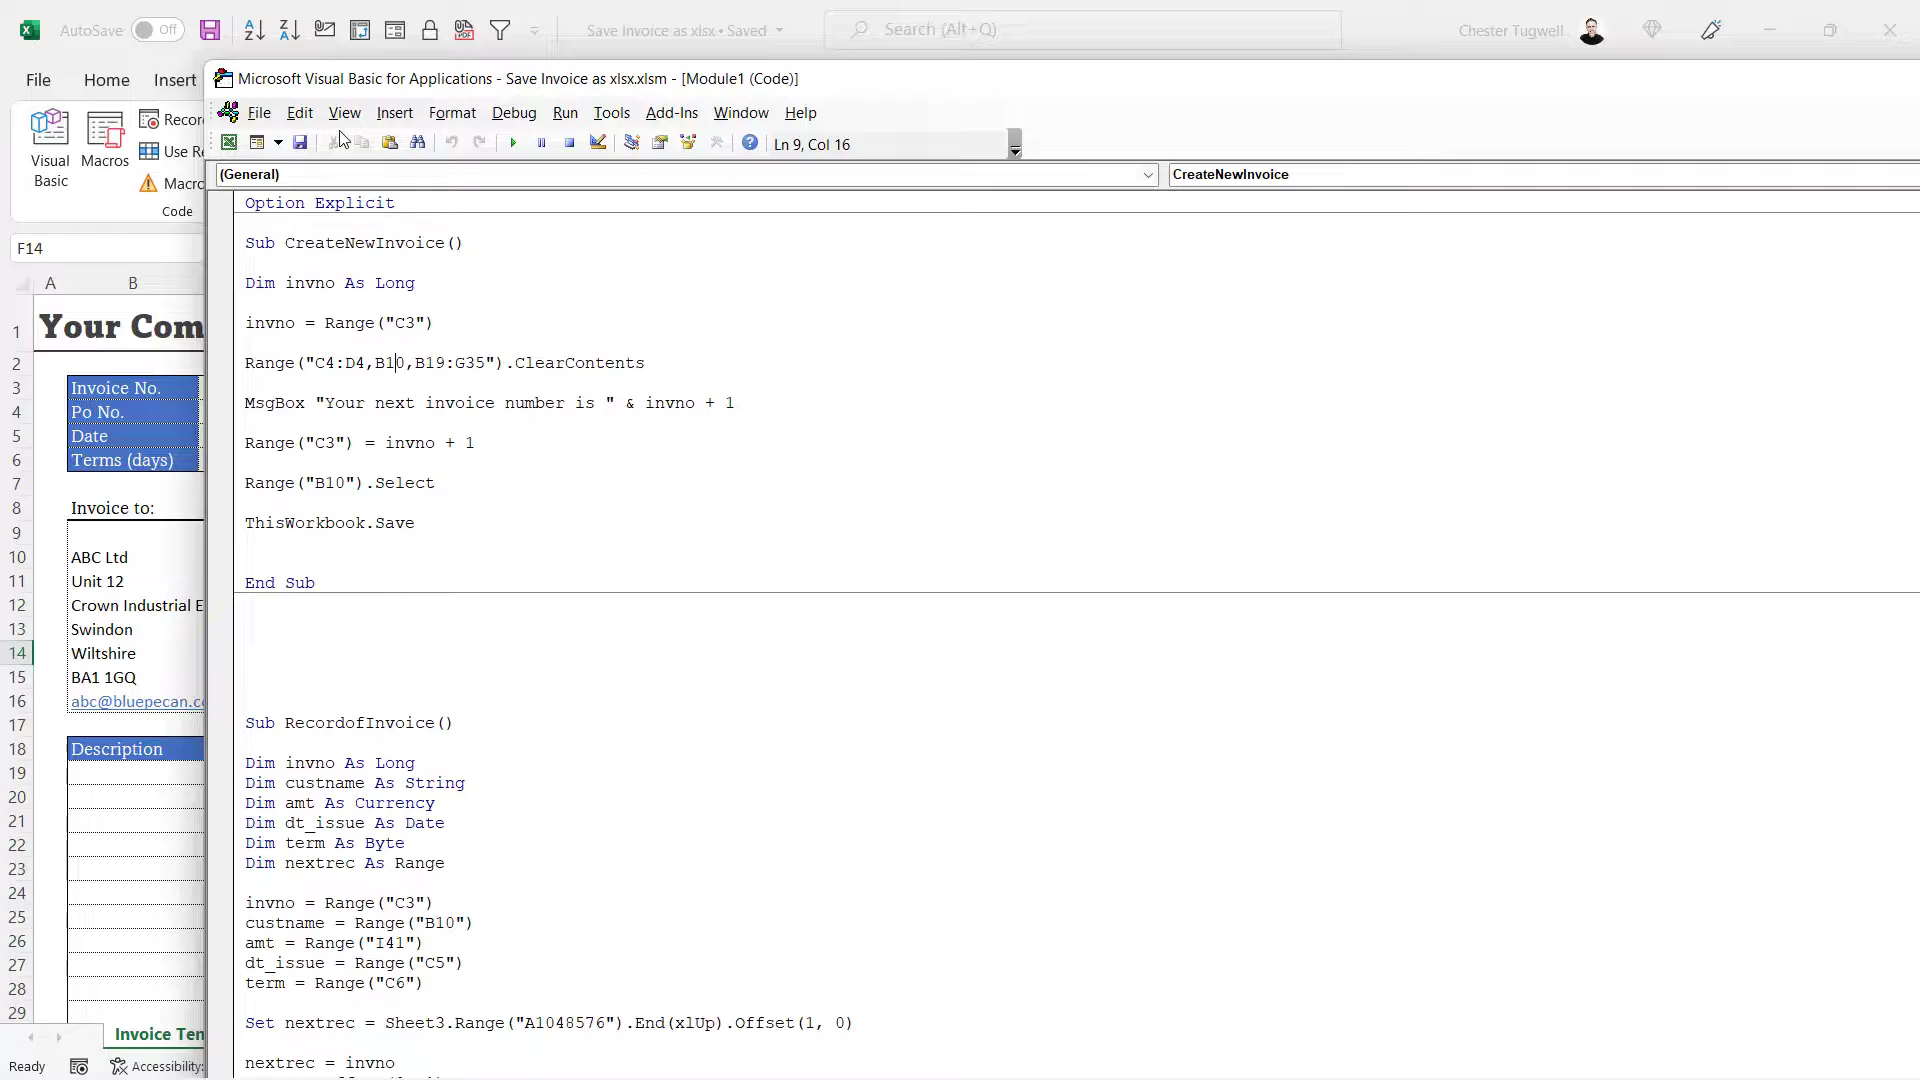 AutoSave Off
Save Invoice as xlsx • Saved
Search (Alt+Q)
Chester Tugwell
File Home Insert
Visual Basic
Macros
Recor
Use Re
Macro
Code
F14
A B
1 Your Com
2
3 Invoice No.
4 Po No.
5 Date
6 Terms (days)
7
8 Invoice to:
9
10 ABC Ltd
11 Unit 12
12 Crown Industrial E
13 Swindon
14 Wiltshire
15 BA1 1GQ
16 abc@bluepecan.co
17
18 Description
19
20
21
22
23
24
25
26
27
28
29
Invoice Ten
Ready
Accessibility:
Microsoft Visual Basic for Applications - Save Invoice as xlsx.xlsm - [Module1 (Code)]
File Edit View Insert Format Debug Run Tools Add-Ins Window Help
Ln 9, Col 16
(General)
CreateNewInvoice
Option Explicit
Sub CreateNewInvoice()
Dim invno As Long
invno = Range("C3")
Range("C4:D4,B10,B19:G35").ClearContents
MsgBox "Your next invoice number is " & invno + 1
Range("C3") = invno + 1
Range("B10").Select
ThisWorkbook.Save
End Sub
Sub RecordofInvoice()
Dim invno As Long
Dim custname As String
Dim amt As Currency
Dim dt_issue As Date
Dim term As Byte
Dim nextrec As Range
invno = Range("C3")
custname = Range("B10")
amt = Range("I41")
dt_issue = Range("C5")
term = Range("C6")
Set nextrec = Sheet3.Range("A1048576").End(xlUp).Offset(1, 0)
nextrec = invno